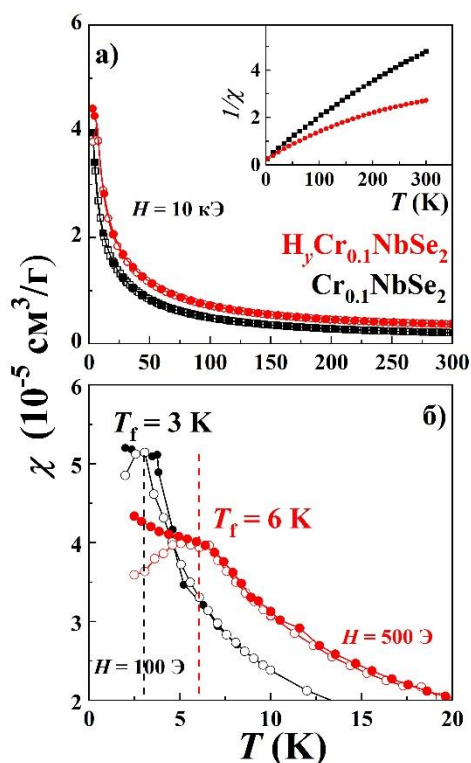 а)
6
4
2
0
0 50 100 150 200 250 300
H = 10 кЭ
1/χ
4
2
0
0 100 200 300
T (K)
HyCr0.1NbSe2
Cr0.1NbSe2
χ (10-5 см3/г)
б)
5
4
3
2
0 5 10 15 20
Tf = 3 K
Tf = 6 K
H = 100 Э
H = 500 Э
T (K)